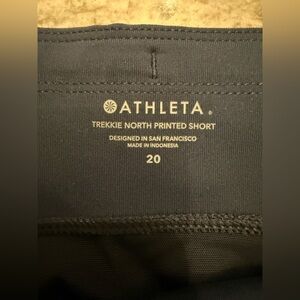 ATHLETA®
TREKKIE NORTH PRINTED SHORT
DESIGNED IN SAN FRANCISCO
MADE IN INDONESIA
20